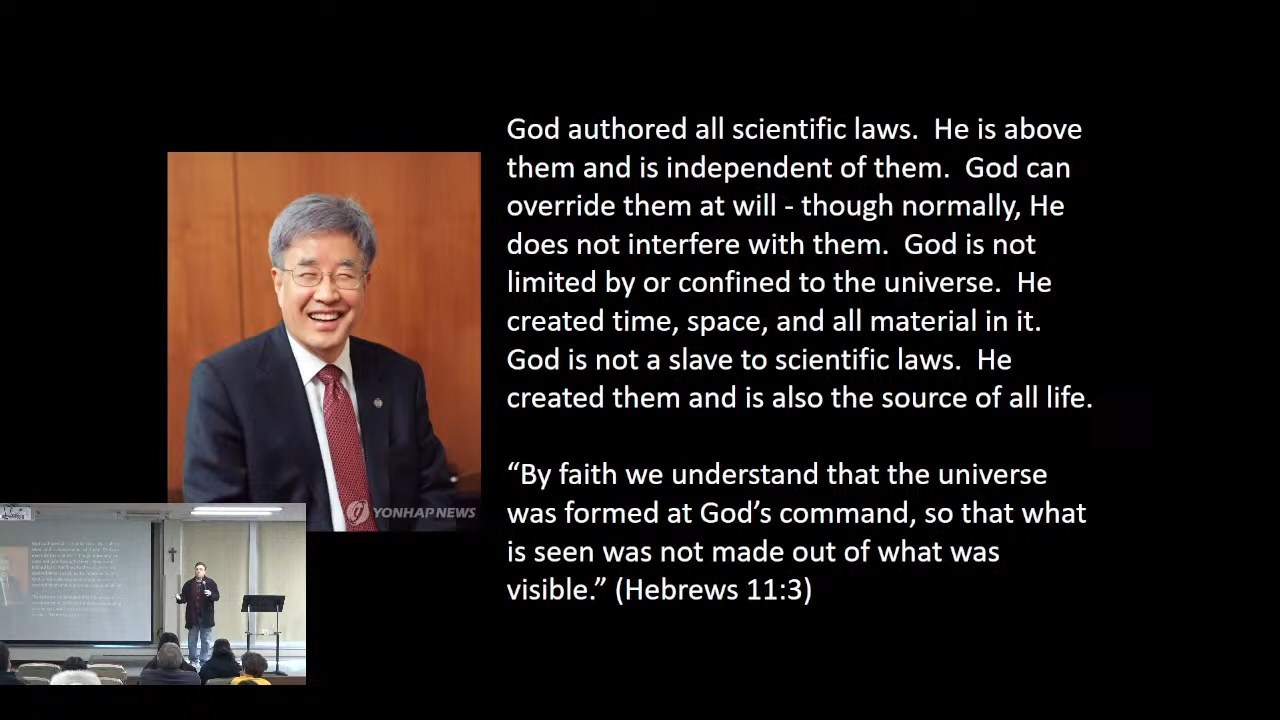 God authored all scientific laws.  He is above
them and is independent of them.  God can
override them at will - though normally, He
does not interfere with them.  God is not
limited by or confined to the universe.  He
created time, space, and all material in it.
God is not a slave to scientific laws.  He
created them and is also the source of all life.
“By faith we understand that the universe
was formed at God’s command, so that what
is seen was not made out of what was
visible.” (Hebrews 11:3)
YONHAP NEWS